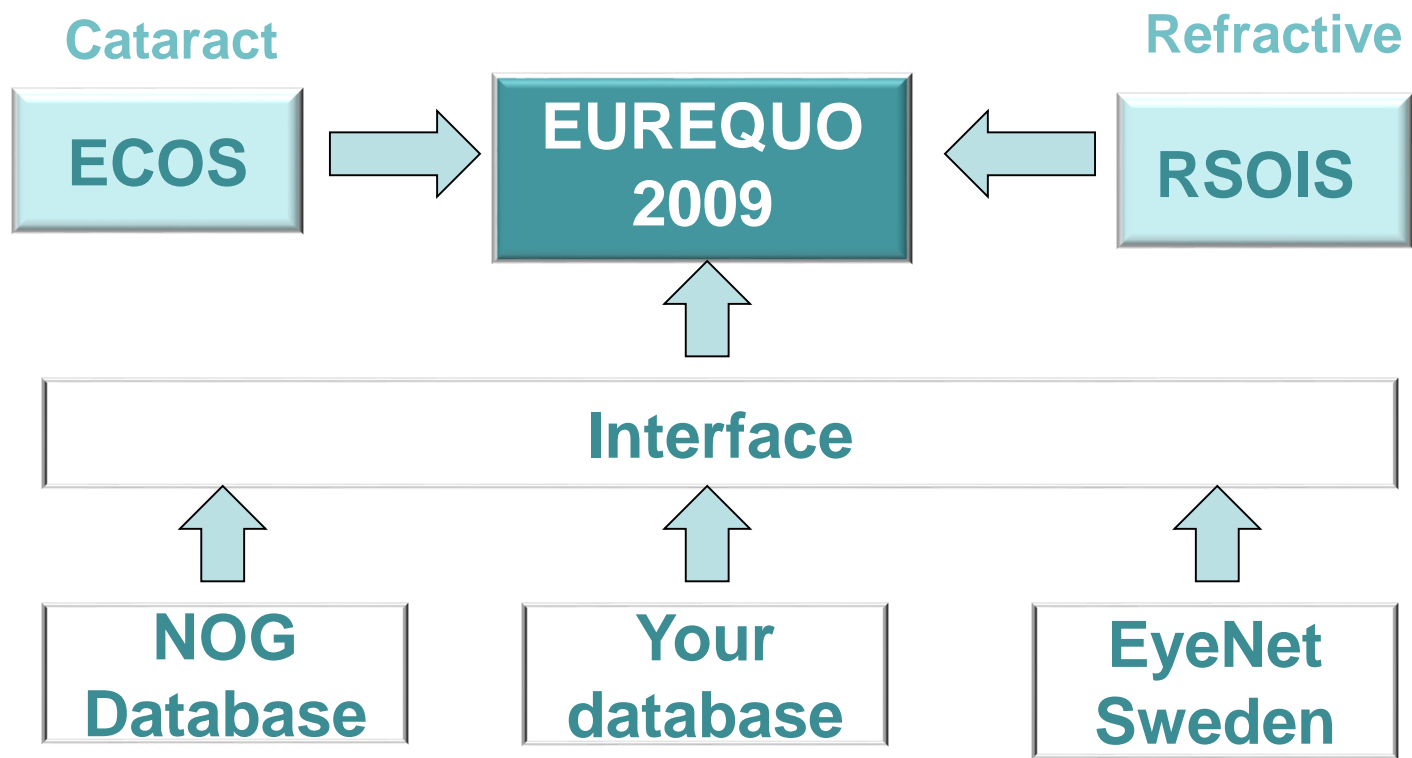 Cataract
Refractive
ECOS
EUREQUO
2009
RSOIS
Interface
NOG
Database
Your
database
EyeNet
Sweden